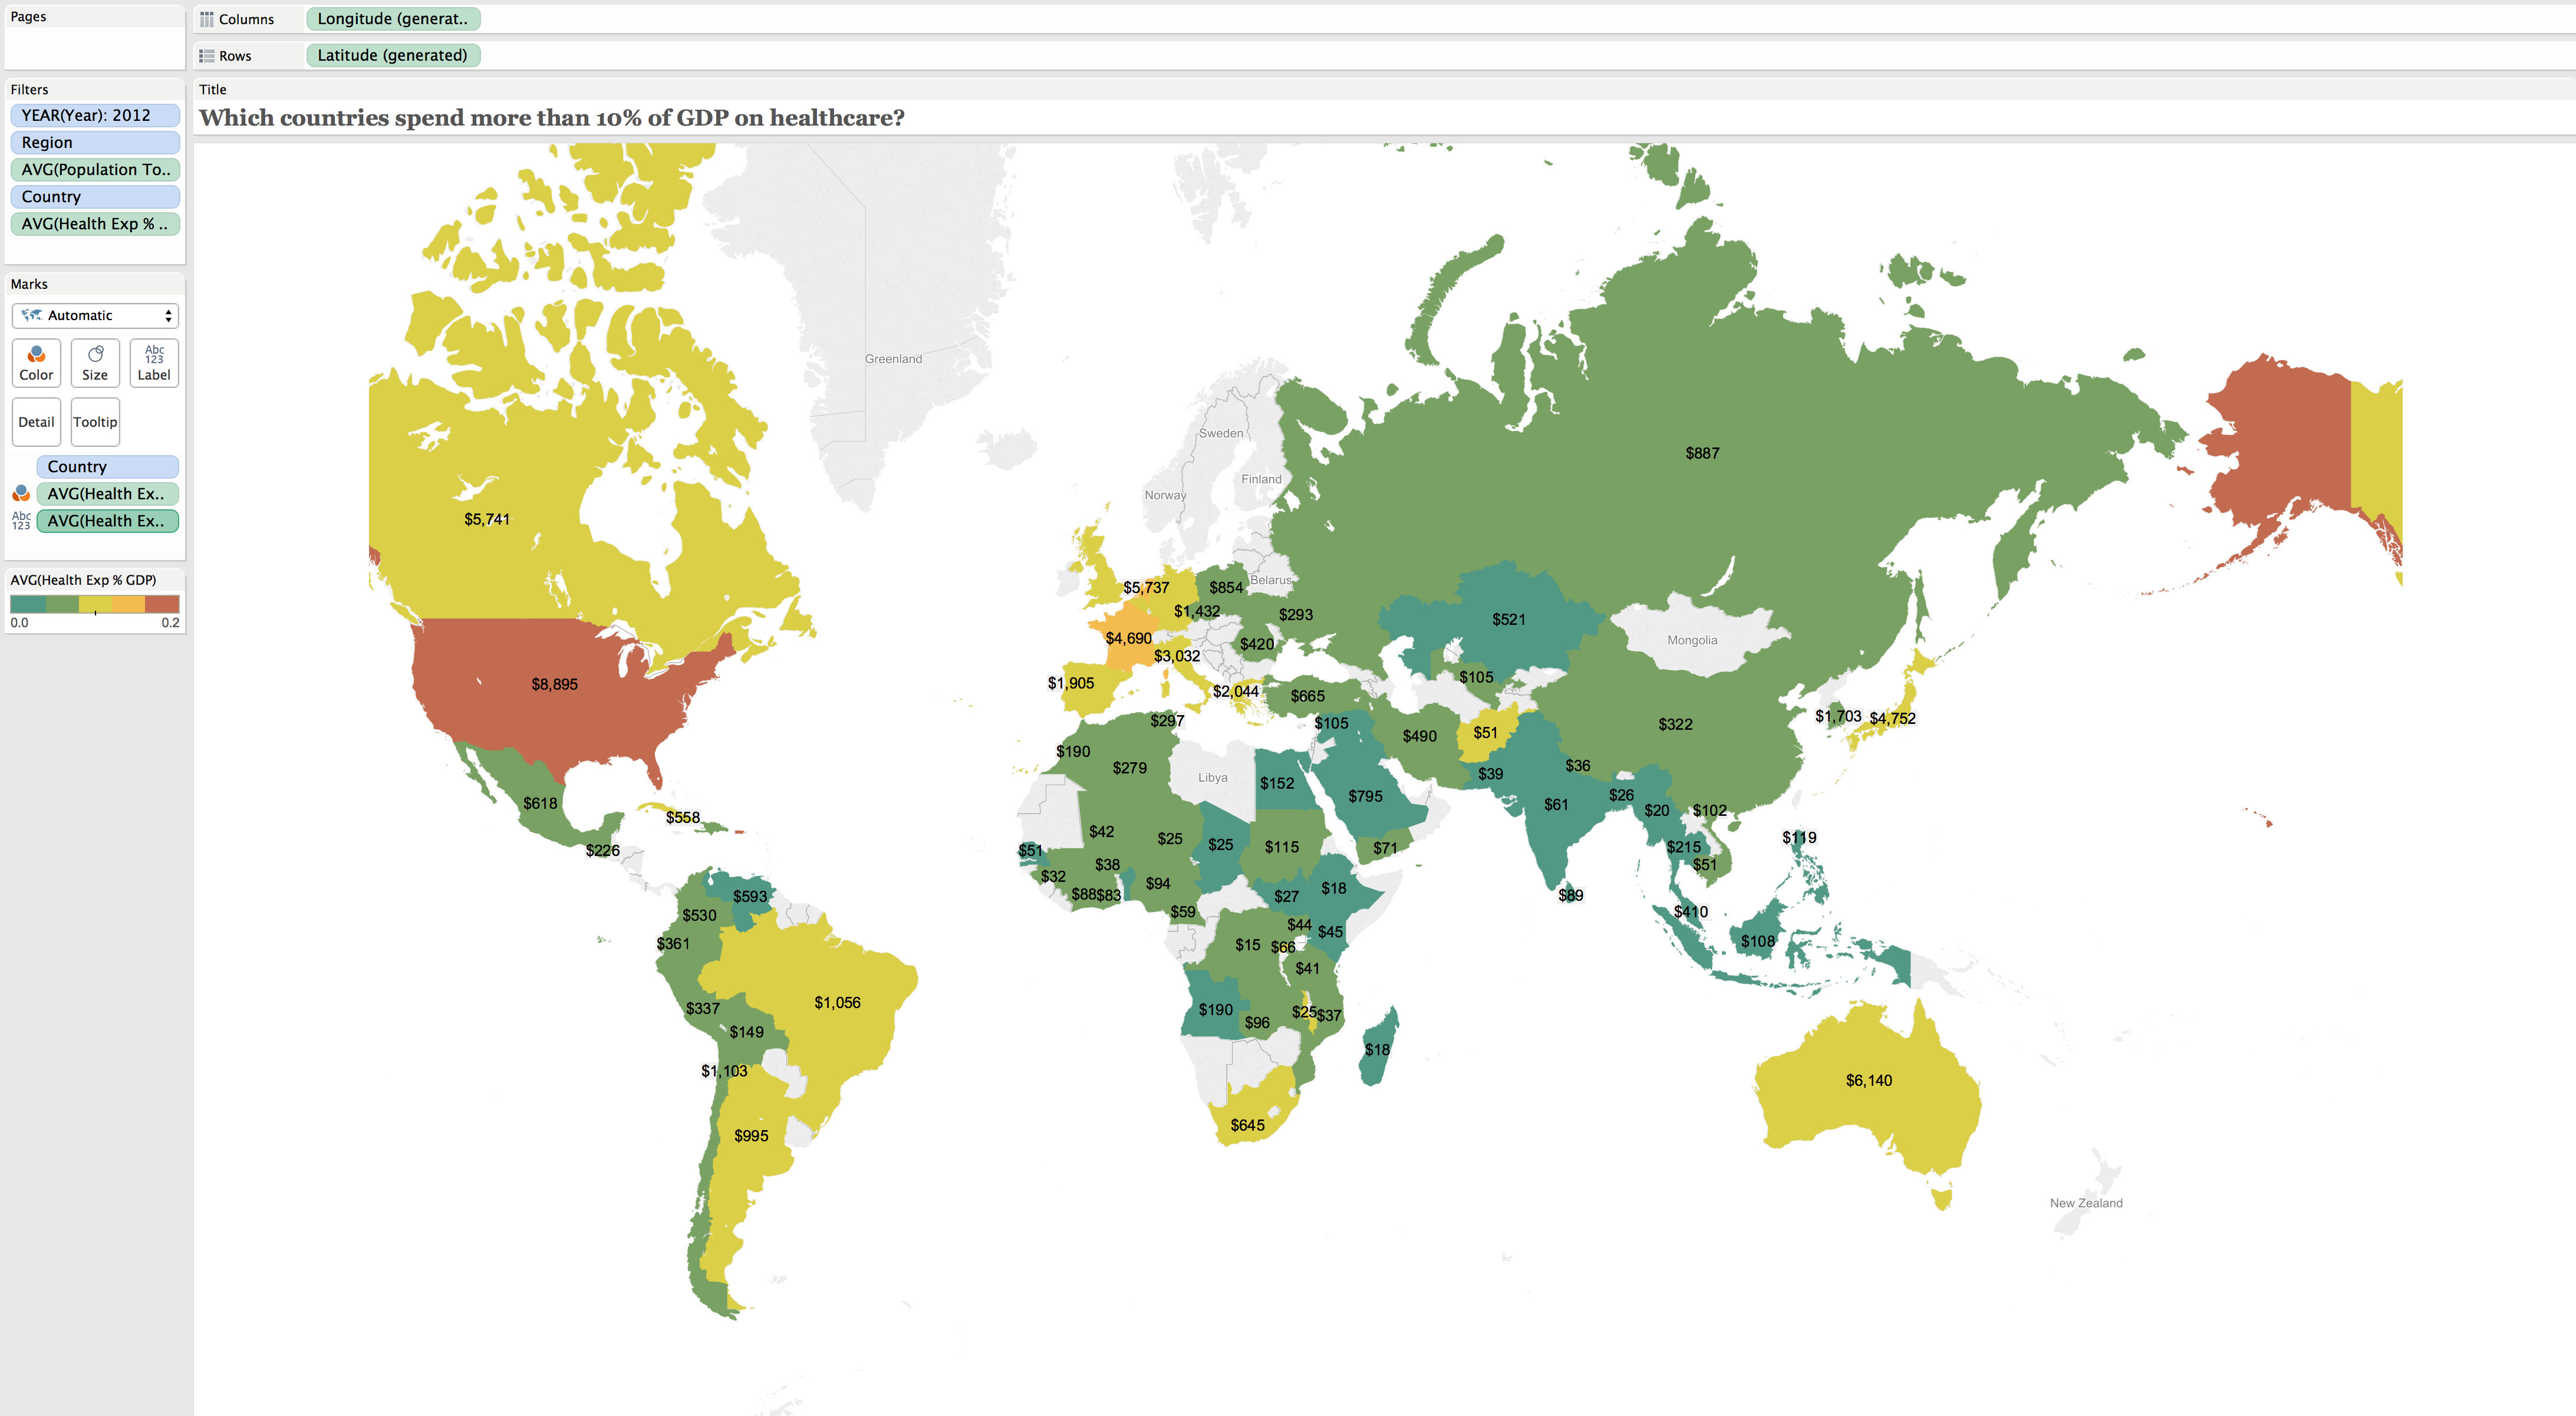 Pages
Columns Longitude (generat..
Rows Latitude (generated)
Filters
YEAR(Year): 2012
Region
AVG(Population To..
Country
AVG(Health Exp % ..
Marks
Automatic
Color Size Abc 123 Label
Detail Tooltip
Country
AVG(Health Ex..
Abc 123 AVG(Health Ex..
AVG(Health Exp % GDP)
0.0 0.2
Title
Which countries spend more than 10% of GDP on healthcare?
Greenland
Sweden
$887
Finland
Norway
$5,741
Belarus
$5,737 $854
$1,432 $293
$521
$4,690 $420
Mongolia
$3,032
$105
$8,895 $1,905 $2,044 $665
$297 $105 $1,703 $4,752
$190 $490 $51 $322
$279 Libya $36
$152 $39
$618 $795 $61 $26
$558 $20 $102
$42 $25 $119
$226 $51 $25 $115 $71 $215
$38 $51
$32 $94 $18
$593 $88 $83 $27 $89
$530 $59 $410
$361 $44 $45
$15 $66 $108
$41
$1,056
$337 $190 $25 $37
$149 $96
$18
$1,103
$6,140
$995 $645
New Zealand